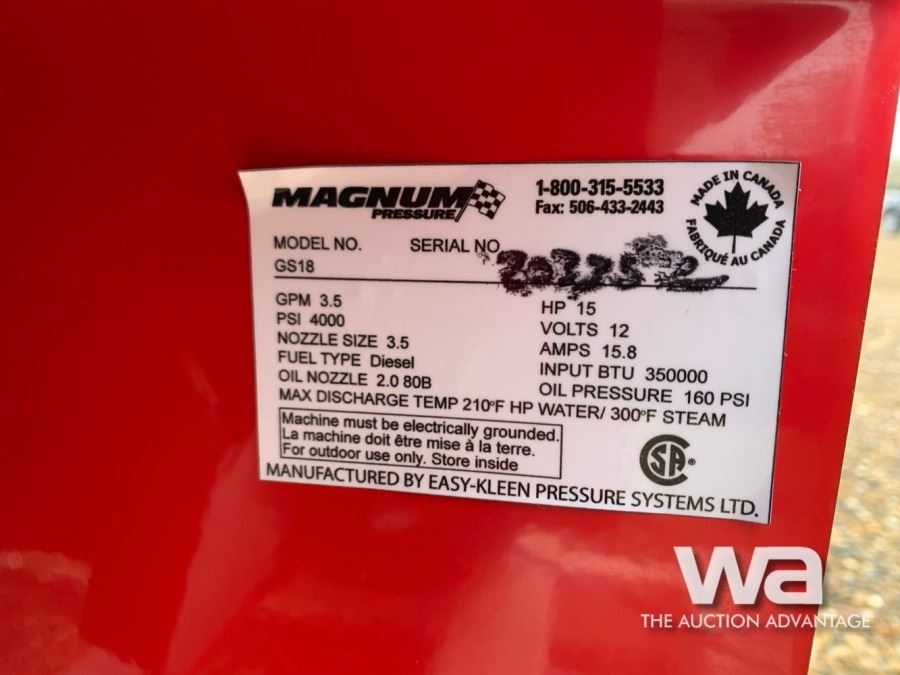 MAGNUM
PRESSURE
1-800-315-5533
Fax: 506-433-2443
MADE IN CANADA
FABRIQUÉ AU CANADA
MODEL NO. SERIAL NO.
GS18
GPM 3.5
PSI 4000
NOZZLE SIZE 3.5
FUEL TYPE Diesel
OIL NOZZLE 2.0 80B
HP 15
VOLTS 12
AMPS 15.8
INPUT BTU 350000
OIL PRESSURE 160 PSI
MAX DISCHARGE TEMP 210°F HP WATER/ 300°F STEAM
Machine must be electrically grounded.
La machine doit être mise à la terre.
For outdoor use only. Store inside
CSA®
MANUFACTURED BY EASY-KLEEN PRESSURE SYSTEMS LTD.
wa
THE AUCTION ADVANTAGE